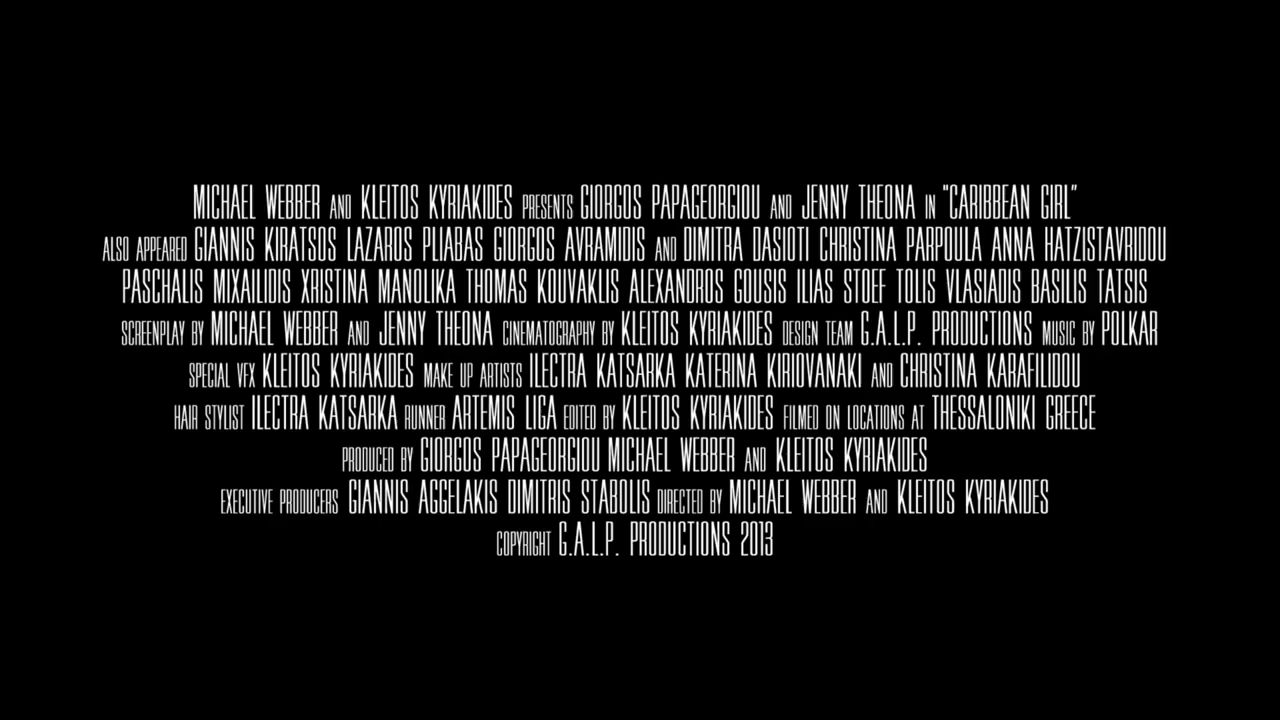 MICHAEL WEBBER AND KLEITOS KYRIAKIDES PRESENTS GIORGOS PAPAGEORGIOU AND JENNY THEONA IN "CARIBBEAN GIRL"
ALSO APPEARED GIANNIS KIRATSOS LAZAROS PLIABAS GIORGOS AVRAMIDIS AND DIMITRA DASIOTI CHRISTINA PARPOULA ANNA HATZISTAVRIDOU
PASCHALIS MIXAILIDIS XRISTINA MANOLIKA THOMAS KOUVAKLIS ALEXANDROS GOUSIS ILIAS STOEF TOLIS VLASIADIS BASILIS TATSIS
SCREENPLAY BY MICHAEL WEBBER AND JENNY THEONA CINEMATOGRAPHY BY KLEITOS KYRIAKIDES DESIGN TEAM G.A.L.P. PRODUCTIONS MUSIC BY POLKAR
SPECIAL VFX KLEITOS KYRIAKIDES MAKE UP ARTISTS ILECTRA KATSARKA KATERINA KIRIOVANAKI AND CHRISTINA KARAFILIDOU
HAIR STYLIST ILECTRA KATSARKA RUNNER ARTEMIS LIGA EDITED BY KLEITOS KYRIAKIDES FILMED ON LOCATIONS AT THESSALONIKI GREECE
PRODUCED BY GIORGOS PAPAGEORGIOU MICHAEL WEBBER AND KLEITOS KYRIAKIDES
EXECUTIVE PRODUCERS GIANNIS AGGELAKIS DIMITRIS STABOLIS DIRECTED BY MICHAEL WEBBER AND KLEITOS KYRIAKIDES
COPYRIGHT G.A.L.P. PRODUCTIONS 2013